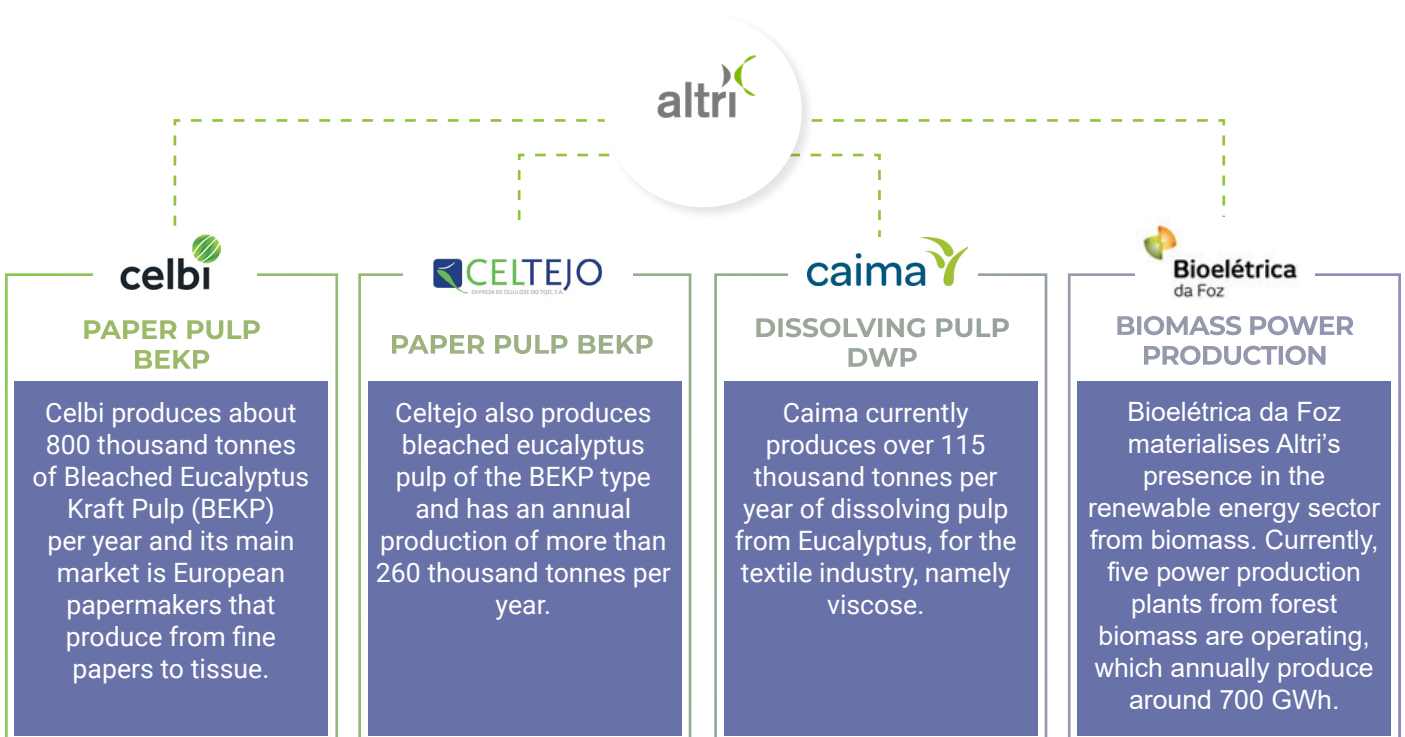 altri
celbi
PAPER PULP
BEKP
Celbi produces about
800 thousand tonnes
of Bleached Eucalyptus
Kraft Pulp (BEKP)
per year and its main
market is European
papermakers that
produce from fine
papers to tissue.
CELTEJO
EMPRESA DE CELULOSE DO TEJO, S.A.
PAPER PULP BEKP
Celtejo also produces
bleached eucalyptus
pulp of the BEKP type
and has an annual
production of more than
260 thousand tonnes per
year.
caima
DISSOLVING PULP
DWP
Caima currently
produces over 115
thousand tonnes per
year of dissolving pulp
from Eucalyptus, for the
textile industry, namely
viscose.
Bioelétrica
da Foz
BIOMASS POWER
PRODUCTION
Bioelétrica da Foz
materialises Altri’s
presence in the
renewable energy sector
from biomass. Currently,
five power production
plants from forest
biomass are operating,
which annually produce
around 700 GWh.